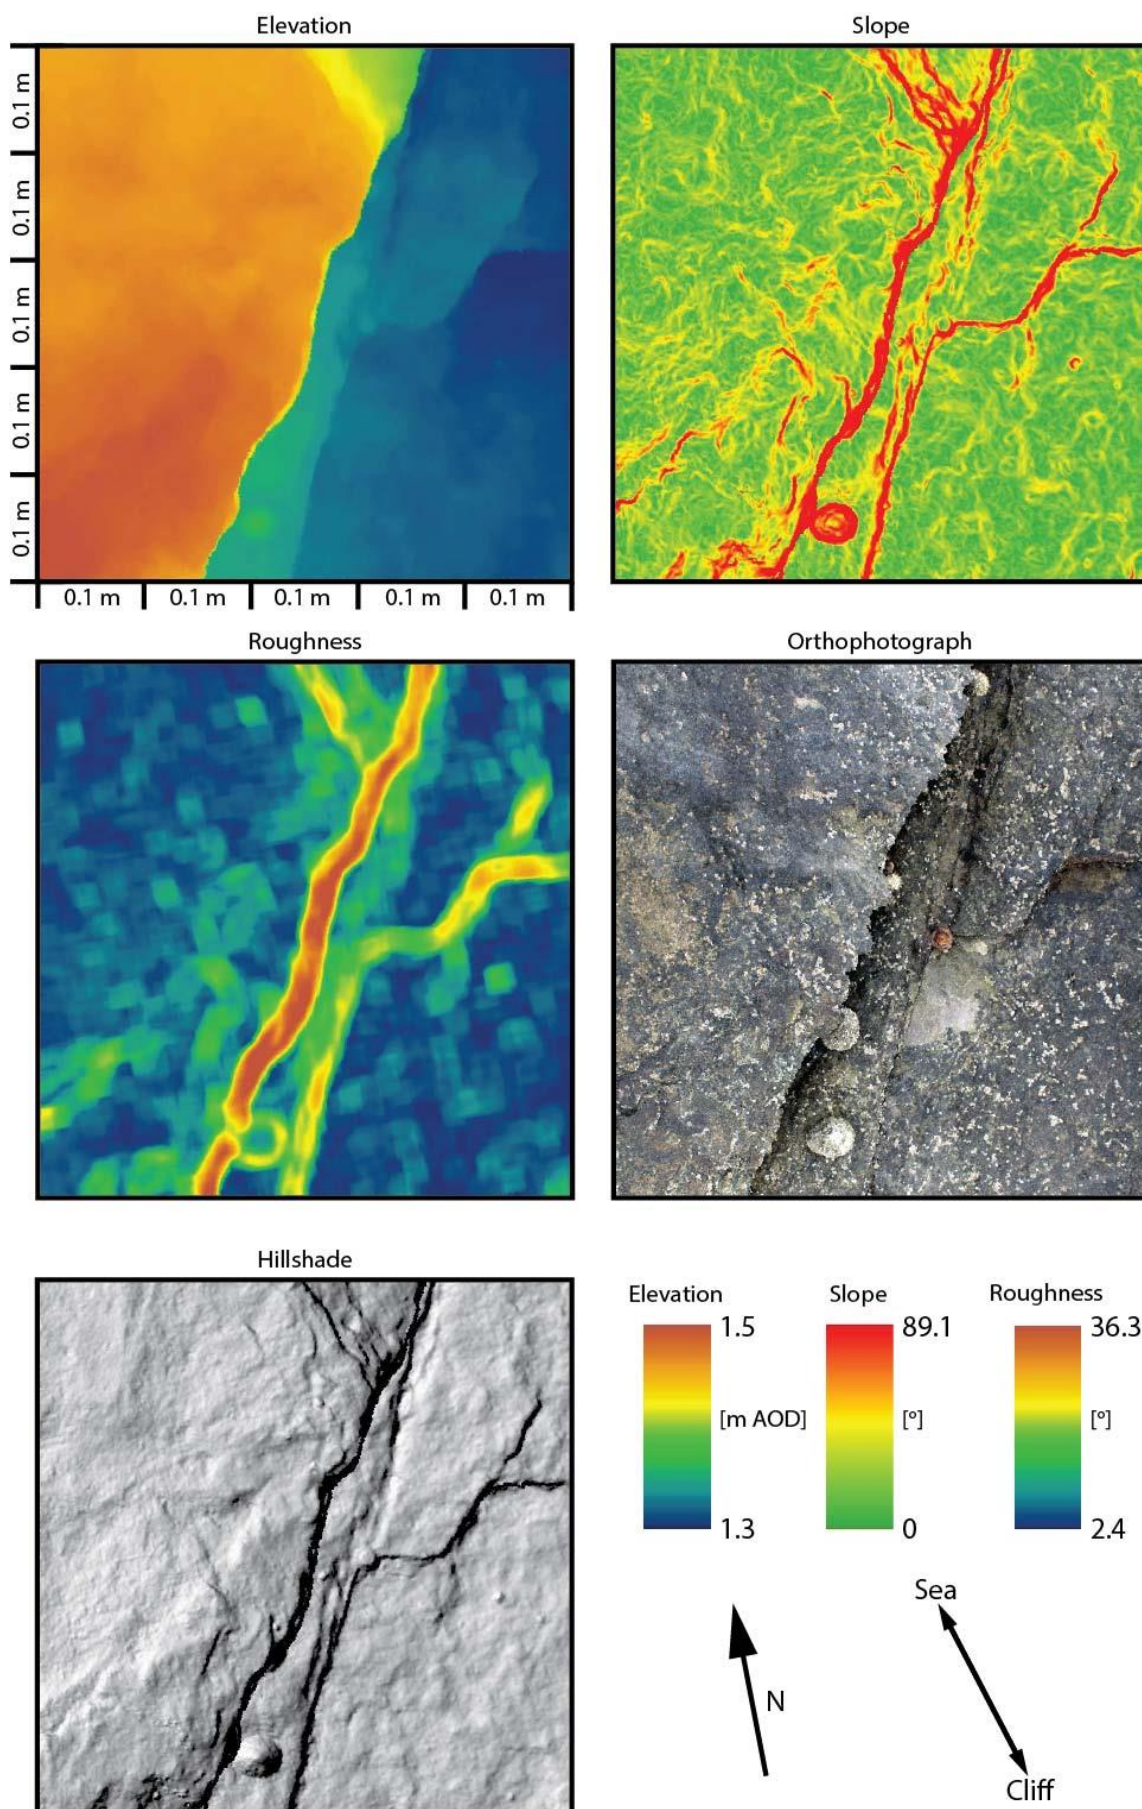 Elevation
Slope
0.1 m
0.1 m
0.1 m
0.1 m
0.1 m
0.1 m
0.1 m
0.1 m
0.1 m
0.1 m
Roughness
Orthophotograph
Hillshade
Elevation
Slope
Roughness
1.5
89.1
36.3
[m AOD]
[º]
[º]
1.3
0
2.4
Sea
N
Cliff